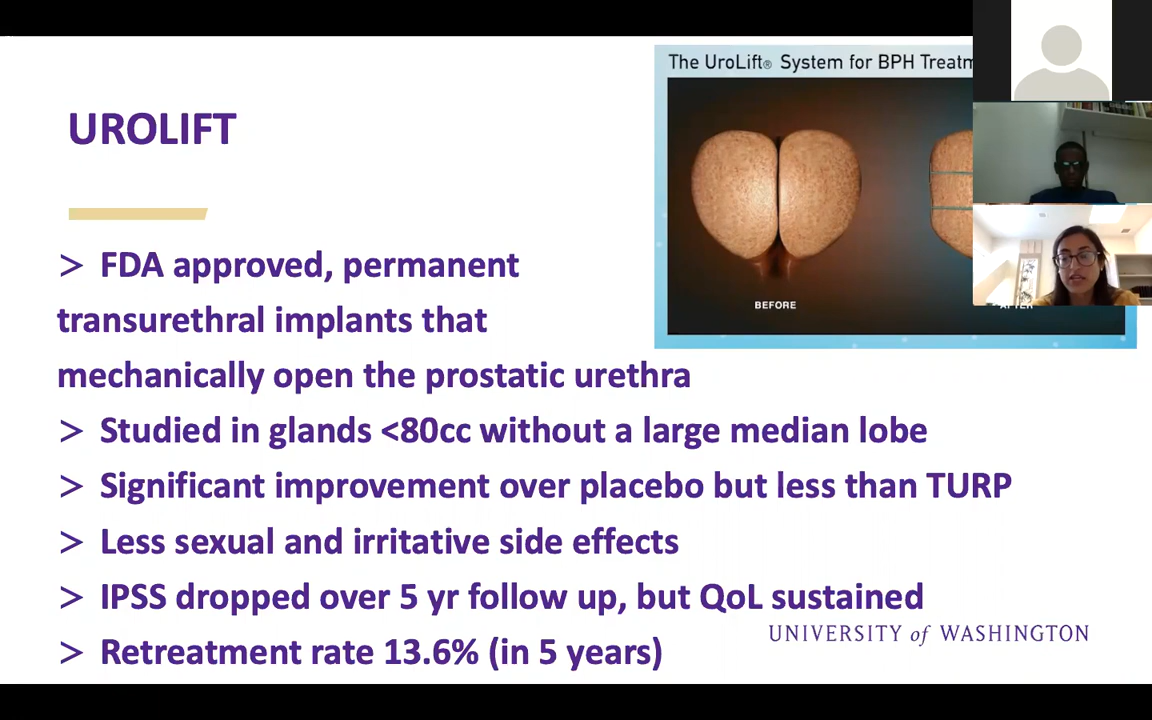 The UroLift® System for BPH
UROLIFT
BEFORE
> FDA approved, permanent
transurethral implants that
mechanically open the prostatic urethra
> Studied in glands <80cc without a large median lobe
> Significant improvement over placebo but less than TURP
> Less sexual and irritative side effects
> IPSS dropped over 5 yr follow up, but QoL sustained
UNIVERSITY of WASHINGTON
> Retreatment rate 13.6% (in 5 years)